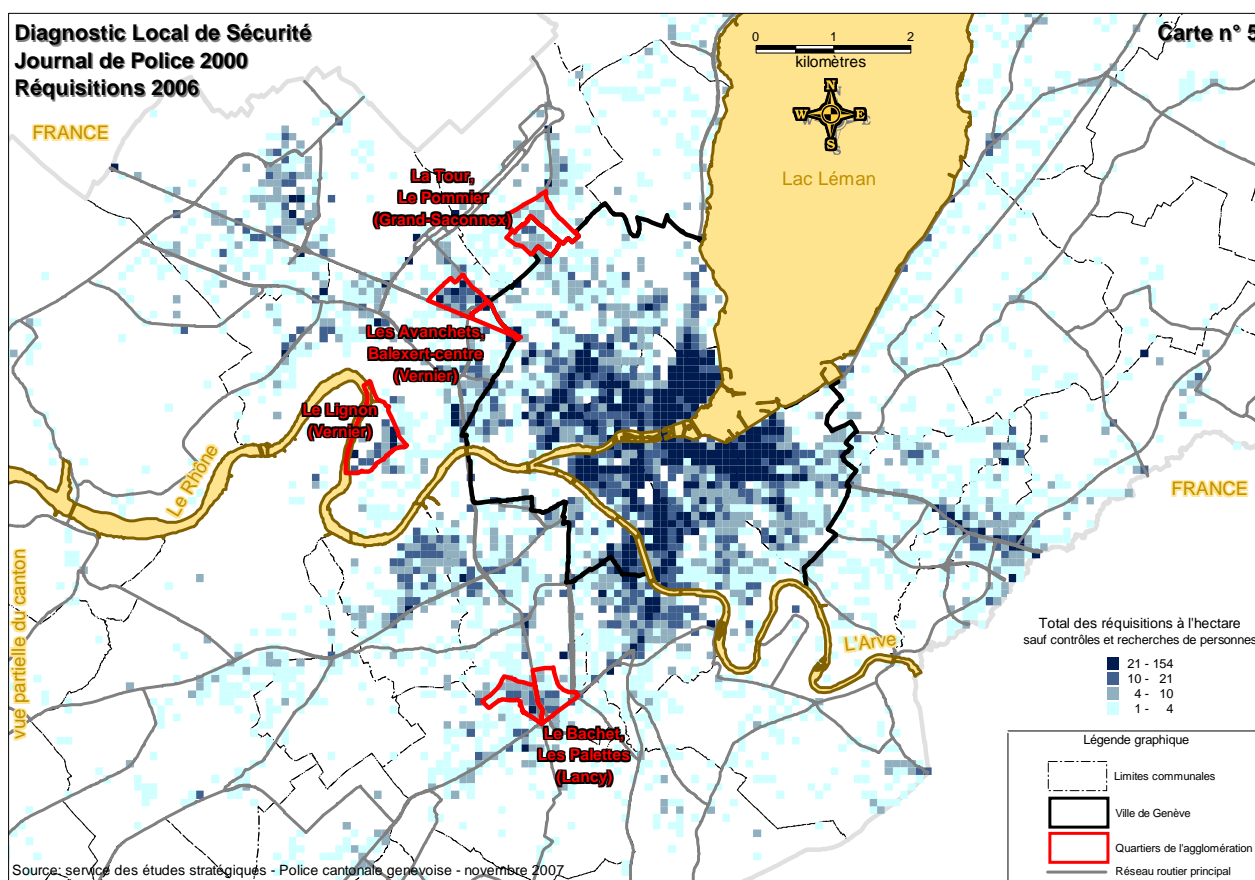 Diagnostic Local de Sécurité
Journal de Police 2000
Réquisitions 2006
Carte n° 5
0 1 2
kilomètres
N
W E
S
FRANCE
Lac Léman
La Tour,
Le Pommier
(Grand-Saconnex)
Les Avanchets,
Balexert-centre
(Vernier)
Le Lignon
(Vernier)
Le Rhône
FRANCE
vue partielle du canton
L'Arve
Le Bachet,
Les Palettes
(Lancy)
Total des réquisitions à l'hectare
sauf contrôles et recherches de personnes
21 - 154
10 - 21
4 - 10
1 - 4
Légende graphique
Limites communales
Ville de Genève
Quartiers de l'agglomération
Réseau routier principal
Source: service des études stratégiques - Police cantonale genevoise - novembre 2007